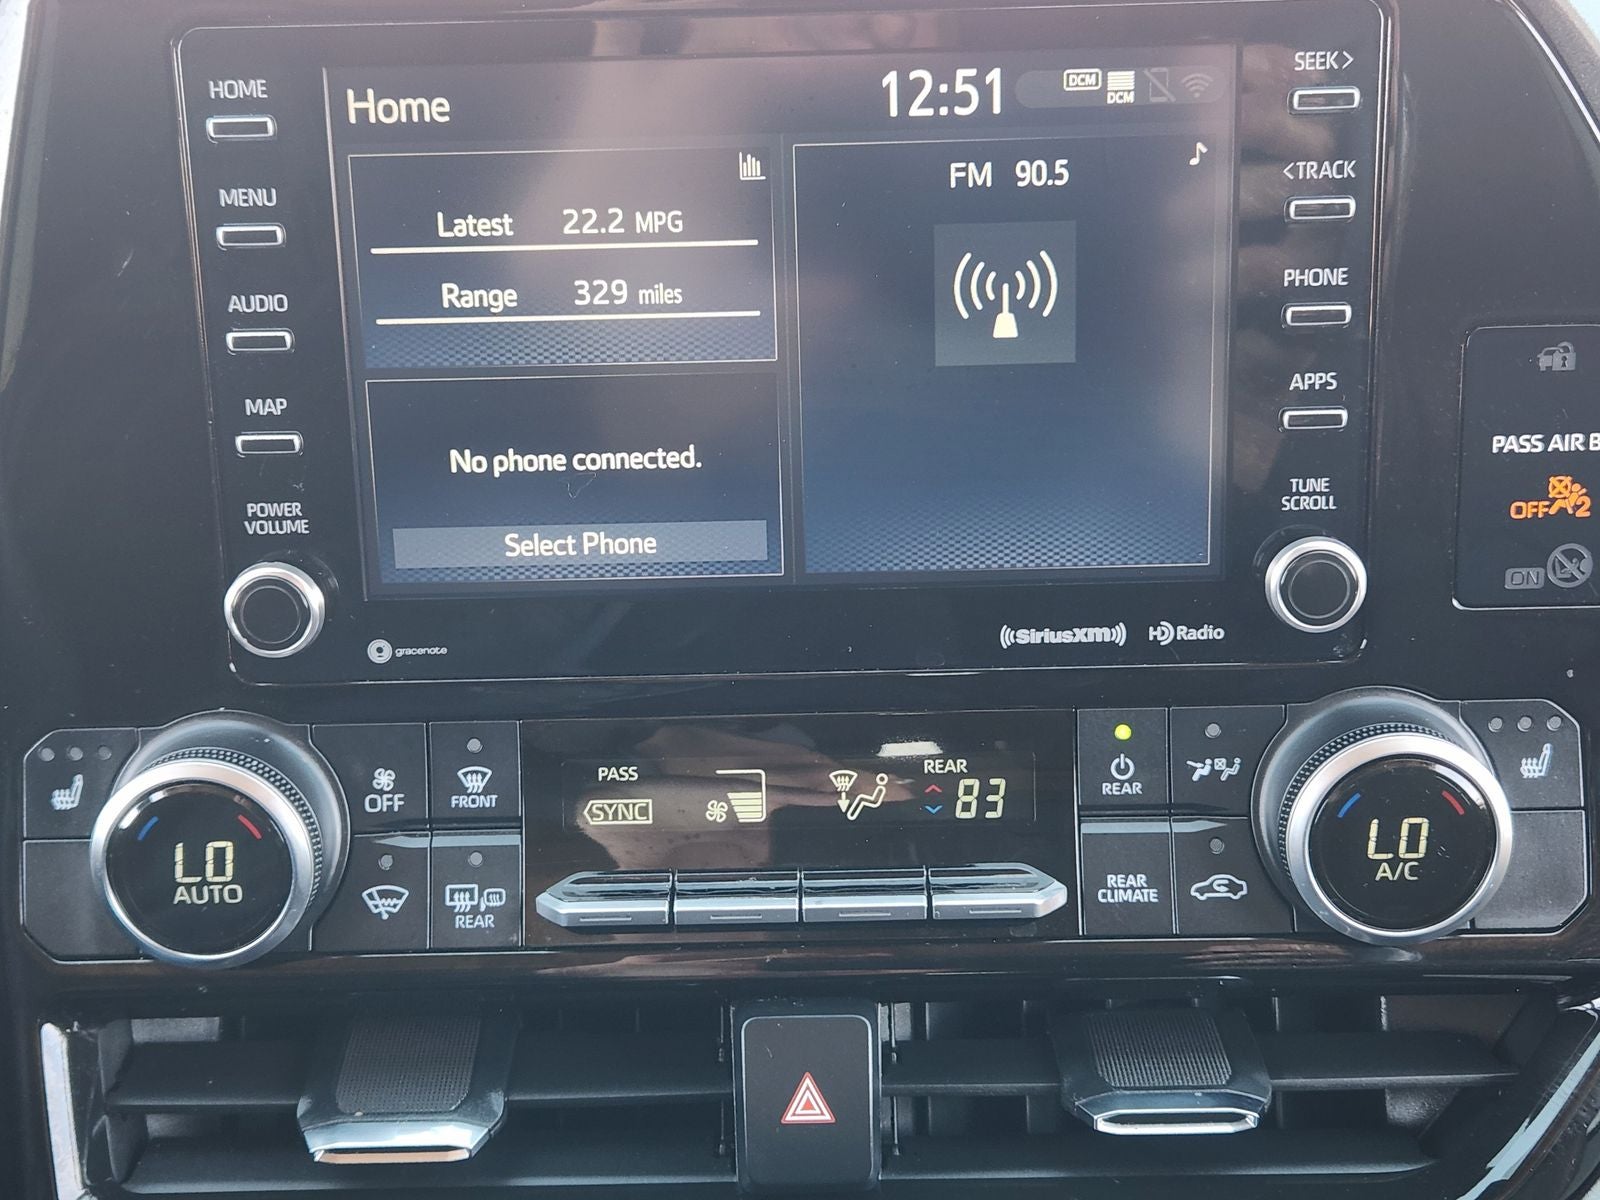 HOME
MENU
AUDIO
MAP
POWER
VOLUME
Home
12:51
DCM
DCM
Latest 22.2 MPG
Range 329 miles
No phone connected.
Select Phone
FM 90.5
gracenote
((SiriusXM))
HD Radio
SEEK >
< TRACK
PHONE
APPS
TUNE
SCROLL
PASS AIR B
OFF 2
ON
LO
AUTO
OFF
FRONT
REAR
PASS
SYNC
REAR
83
REAR
REAR
CLIMATE
LO
A/C